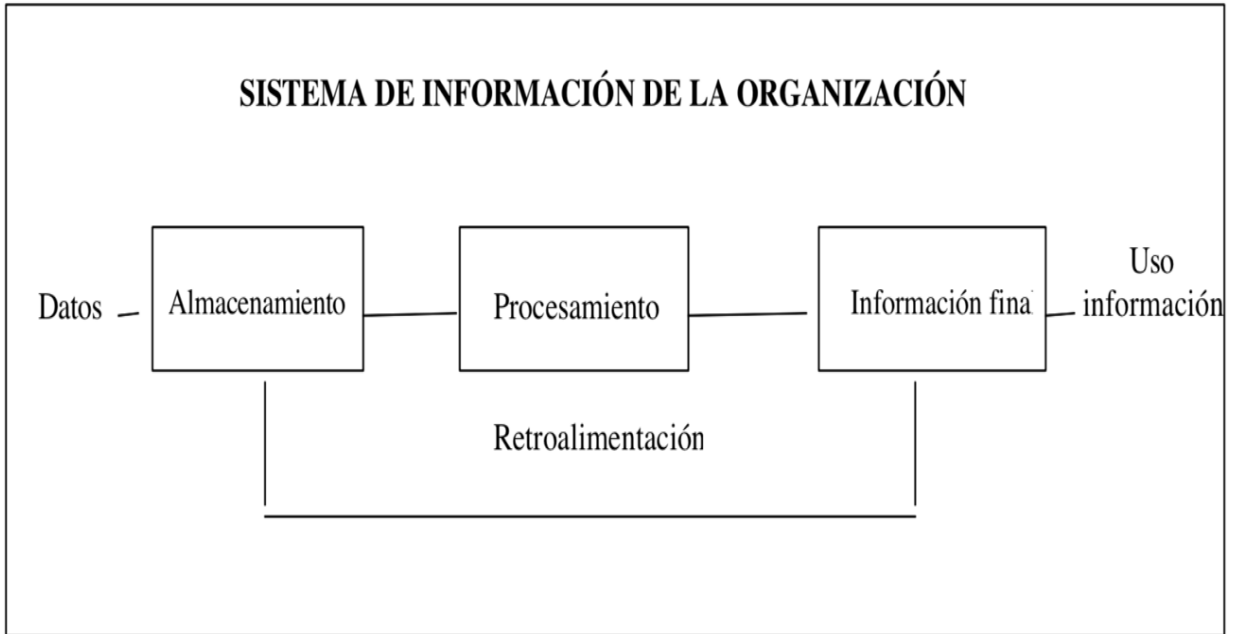 SISTEMA DE INFORMACIÓN DE LA ORGANIZACIÓN
Datos
Almacenamiento
Procesamiento
Información fina
Uso
información
Retroalimentación